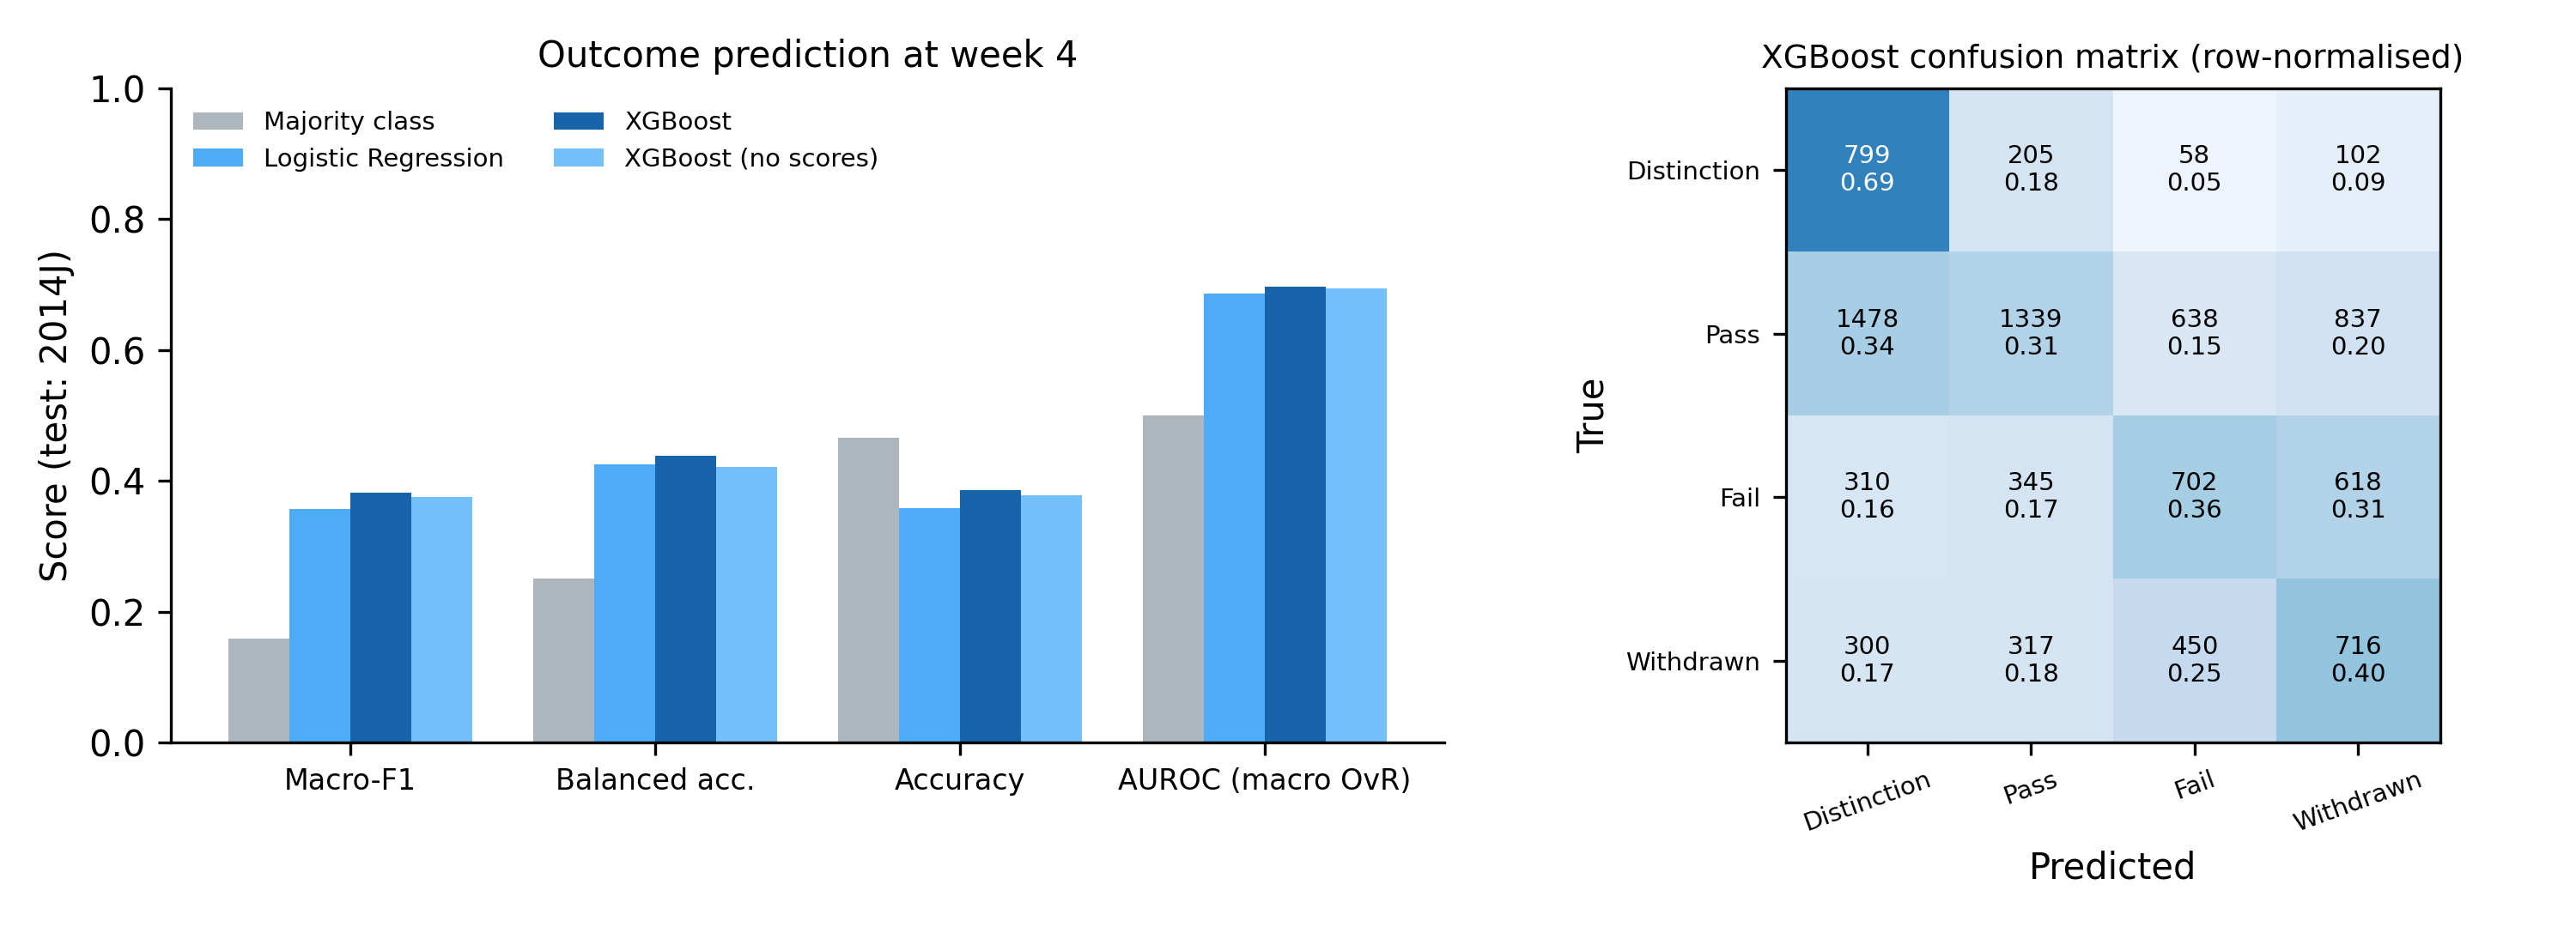 Outcome prediction at week 4
Score (test: 2014J)
1.0
0.8
0.6
0.4
0.2
0.0
Majority class
Logistic Regression
XGBoost
XGBoost (no scores)
Macro-F1
Balanced acc.
Accuracy
AUROC (macro OvR)
XGBoost confusion matrix (row-normalised)
True
Distinction
799
0.69
205
0.18
58
0.05
102
0.09
Pass
1478
0.34
1339
0.31
638
0.15
837
0.20
Fail
310
0.16
345
0.17
702
0.36
618
0.31
Withdrawn
300
0.17
317
0.18
450
0.25
716
0.40
Distinction
Pass
Fail
Withdrawn
Predicted